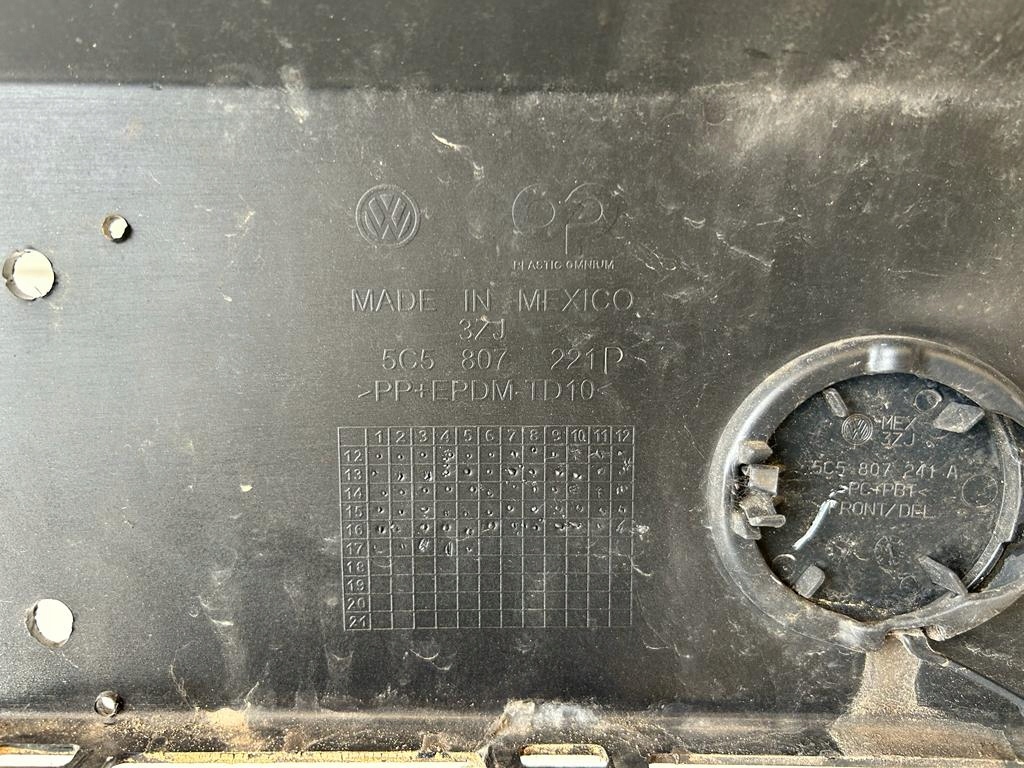 PLASTIC OMNIUM
MADE IN MEXICO
3ZJ
5C5 807 221P
>PP+EPDM-TD10<
1 2 3 4 5 6 7 8 9 10 11 12
12
13
14
15
16
17
18
19
20
21
MEX
3ZJ
5C5 807 241 A
>PC+PBT<
FRONT/DEL